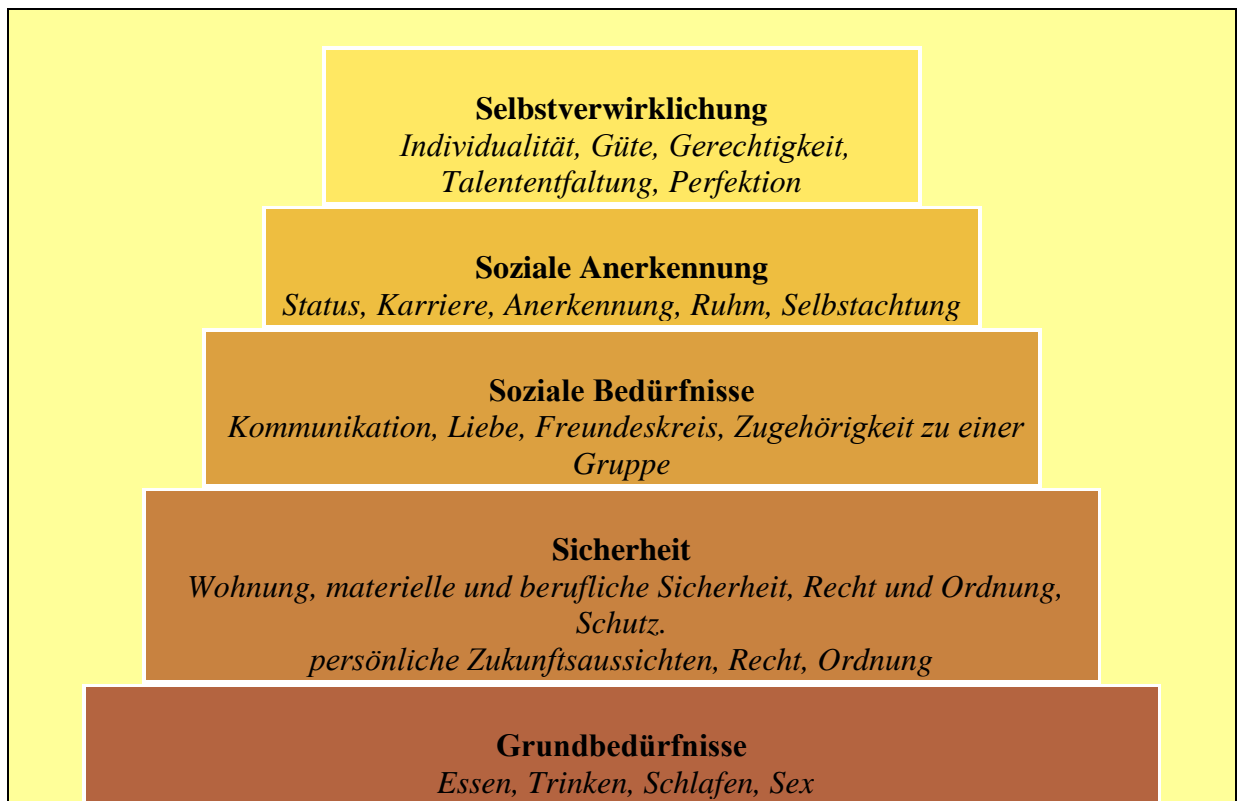 Selbstverwirklichung
Individualität, Güte, Gerechtigkeit,
Talententfaltung, Perfektion
Soziale Anerkennung
Status, Karriere, Anerkennung, Ruhm, Selbstachtung
Soziale Bedürfnisse
Kommunikation, Liebe, Freundeskreis, Zugehörigkeit zu einer
Gruppe
Sicherheit
Wohnung, materielle und berufliche Sicherheit, Recht und Ordnung,
Schutz.
persönliche Zukunftsaussichten, Recht, Ordnung
Grundbedürfnisse
Essen, Trinken, Schlafen, Sex